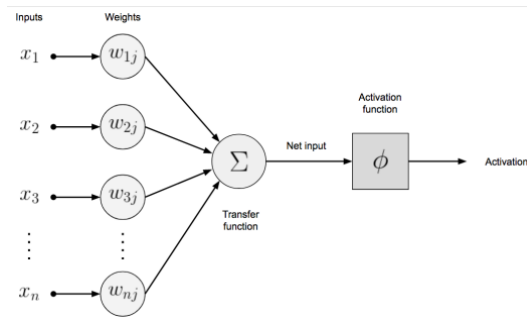 Inputs Weights
x1 w1j
x2 w2j
x3 w3j
xn wnj
Σ
Transfer
function
Net input
Activation
function
ϕ
Activation